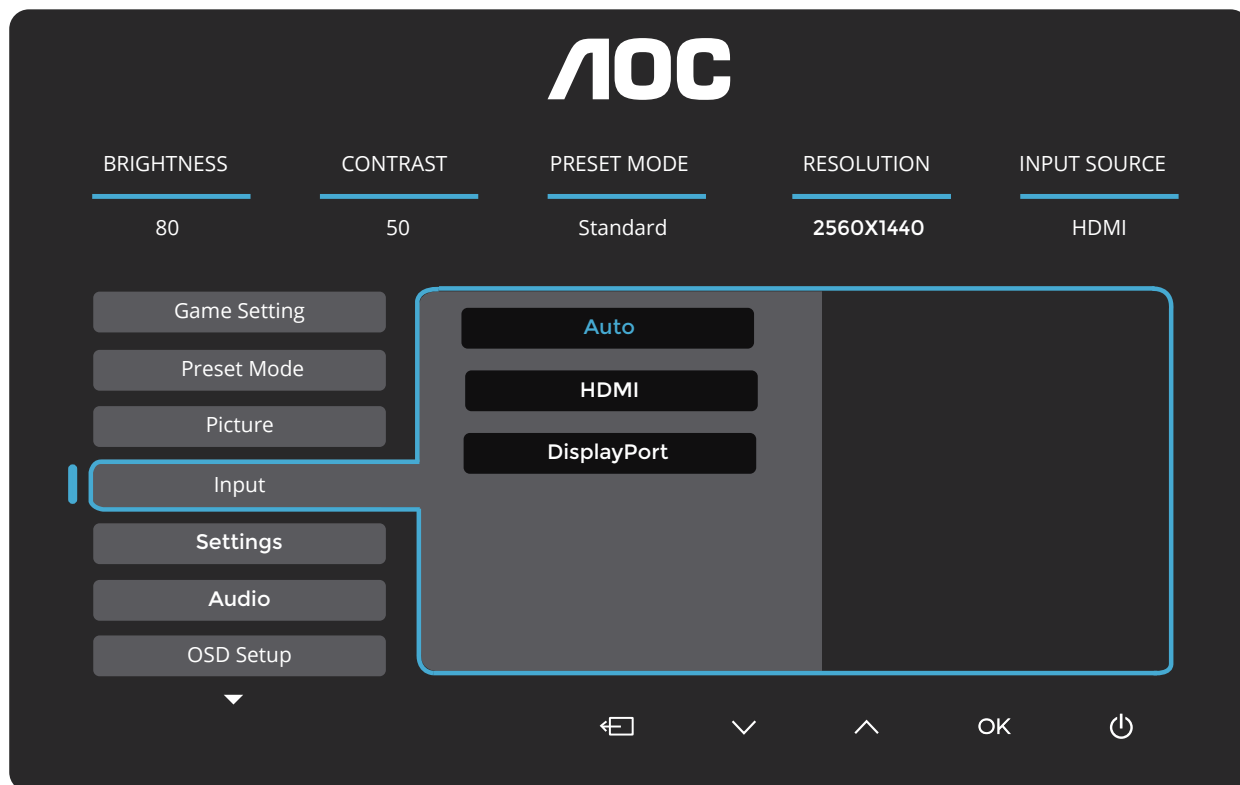 AOC
BRIGHTNESS CONTRAST PRESET MODE RESOLUTION INPUT SOURCE
80 50 Standard 2560X1440 HDMI
Game Setting
Preset Mode
Picture
Input
Settings
Audio
OSD Setup
Auto
HDMI
DisplayPort
OK